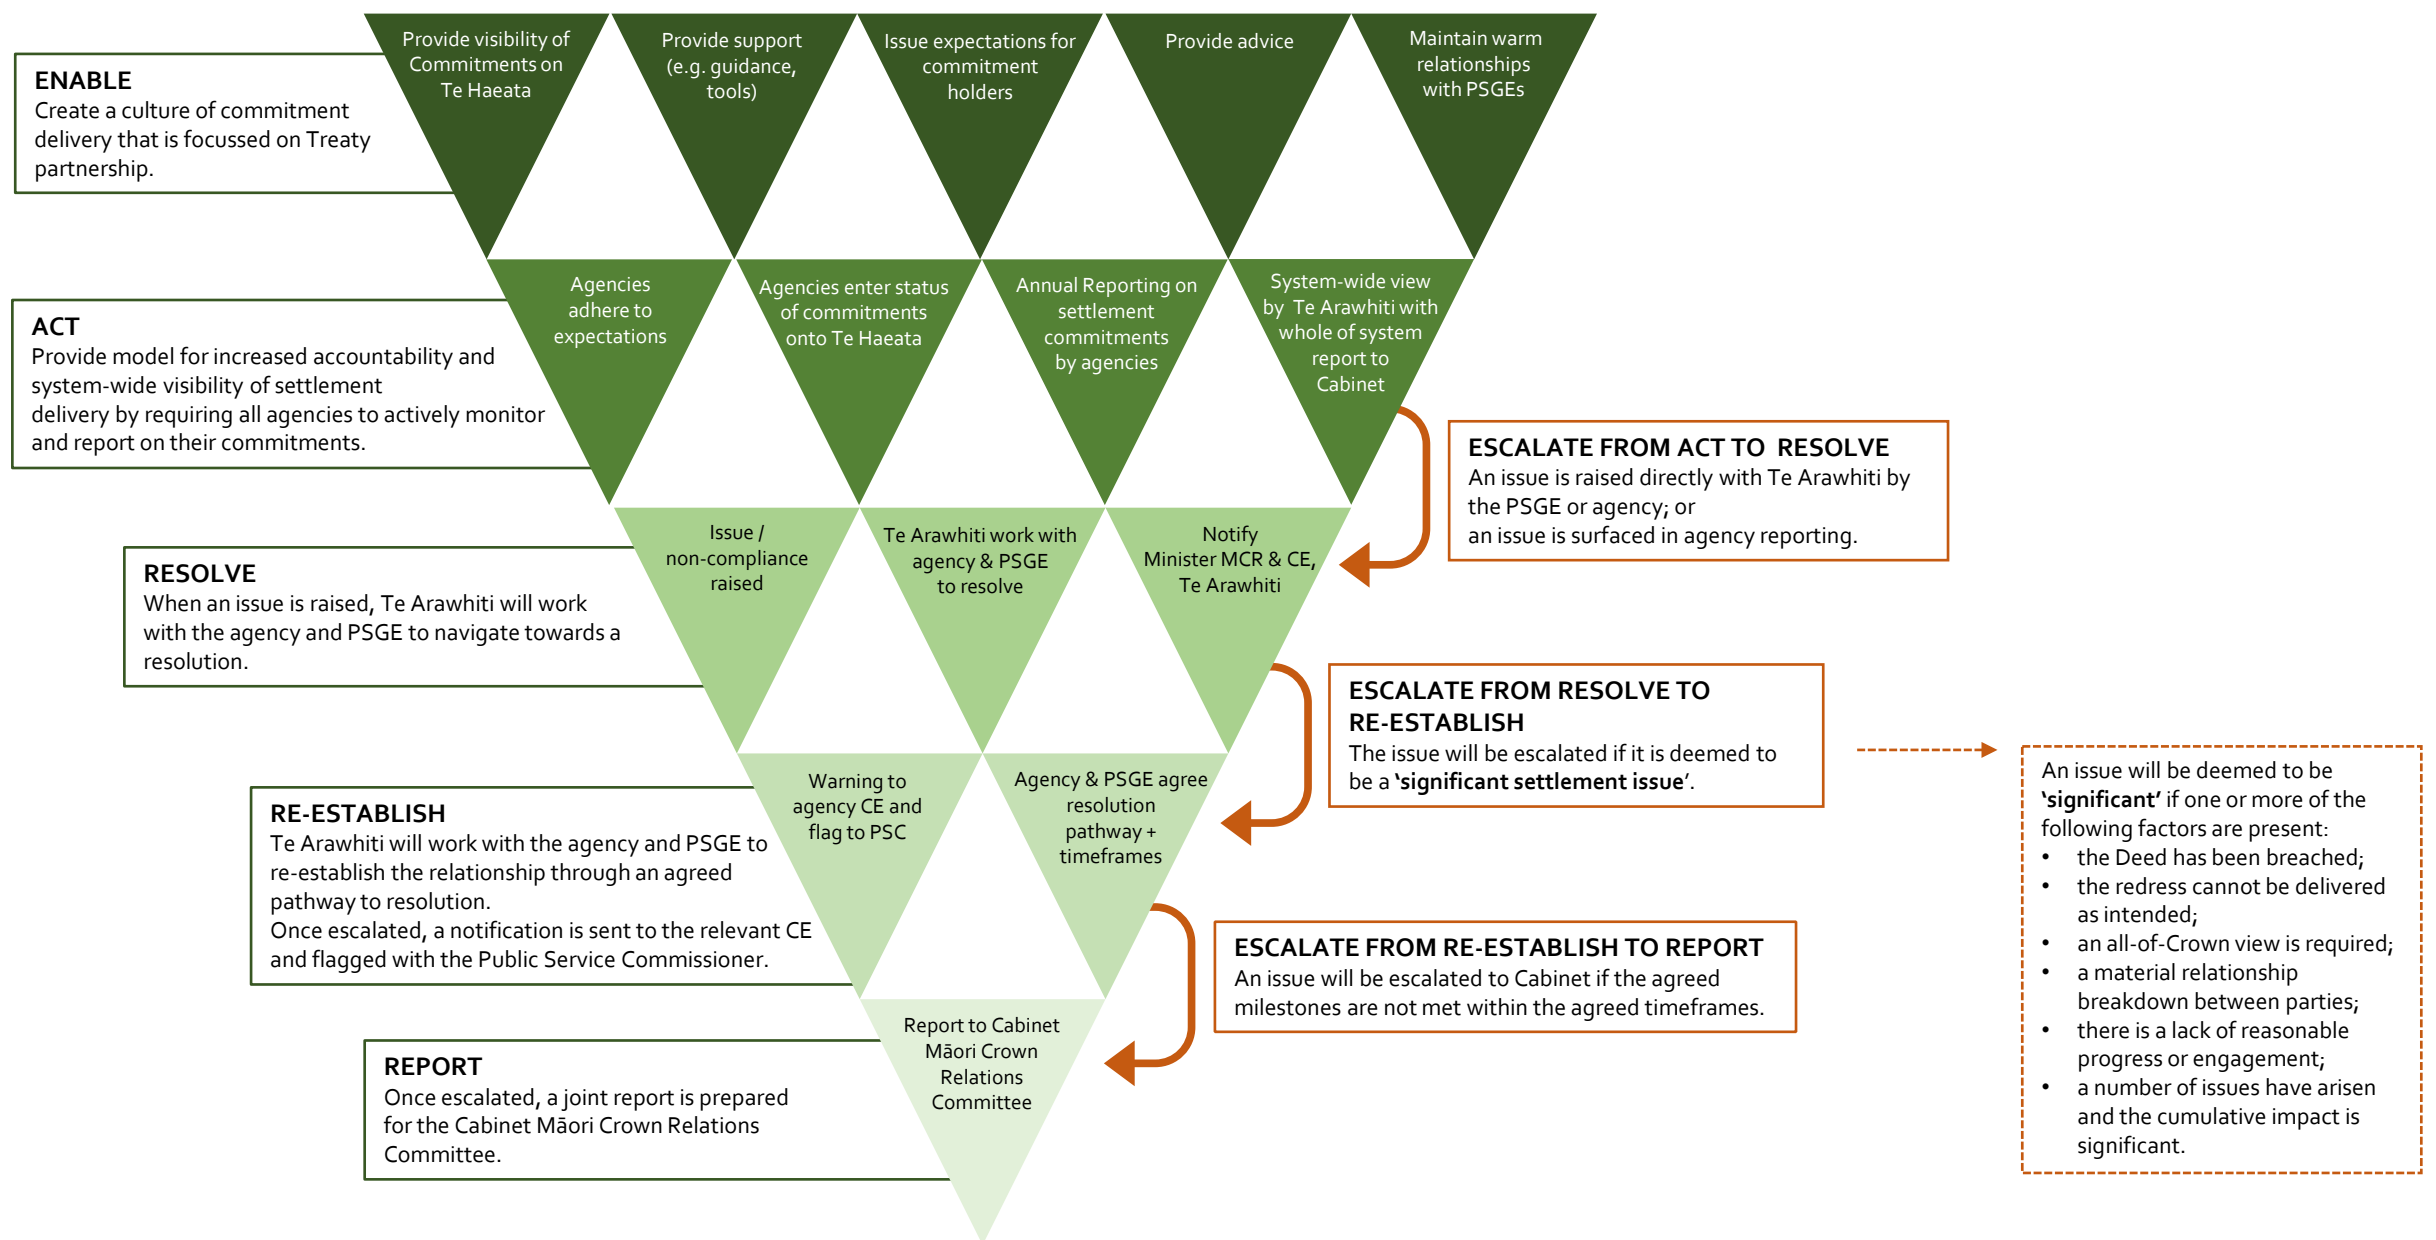 Provide visibility of
Commitments on
Te Haeata
Provide support
(e.g. guidance,
tools)
Issue expectations for
commitment
holders
Provide advice
Maintain warm
relationships
with PSGEs
ENABLE
Create a culture of commitment
delivery that is focussed on Treaty
partnership.
Agencies
adhere to
expectations
Agencies enter status
of commitments
onto Te Haeata
Annual Reporting on
settlement
commitments
by agencies
System-wide view
by Te Arawhiti with
whole of system
report to
Cabinet
ACT
Provide model for increased accountability and
system-wide visibility of settlement
delivery by requiring all agencies to actively monitor
and report on their commitments.
ESCALATE FROM ACT TO RESOLVE
An issue is raised directly with Te Arawhiti by
the PSGE or agency; or
an issue is surfaced in agency reporting.
Issue /
non-compliance
raised
Te Arawhiti work with
agency & PSGE
to resolve
Notify
Minister MCR & CE,
Te Arawhiti
RESOLVE
When an issue is raised, Te Arawhiti will work
with the agency and PSGE to navigate towards a
resolution.
ESCALATE FROM RESOLVE TO
RE-ESTABLISH
The issue will be escalated if it is deemed to
be a ‘significant settlement issue’.
Warning to
agency CE and
flag to PSC
Agency & PSGE agree
resolution
pathway +
timeframes
An issue will be deemed to be
‘significant’ if one or more of the
following factors are present:
• the Deed has been breached;
• the redress cannot be delivered
as intended;
• an all-of-Crown view is required;
• a material relationship
breakdown between parties;
• there is a lack of reasonable
progress or engagement;
• a number of issues have arisen
and the cumulative impact is
significant.
RE-ESTABLISH
Te Arawhiti will work with the agency and PSGE to
re-establish the relationship through an agreed
pathway to resolution.
Once escalated, a notification is sent to the relevant CE
and flagged with the Public Service Commissioner.
ESCALATE FROM RE-ESTABLISH TO REPORT
An issue will be escalated to Cabinet if the agreed
milestones are not met within the agreed timeframes.
Report to Cabinet
Māori Crown
Relations
Committee
REPORT
Once escalated, a joint report is prepared
for the Cabinet Māori Crown Relations
Committee.